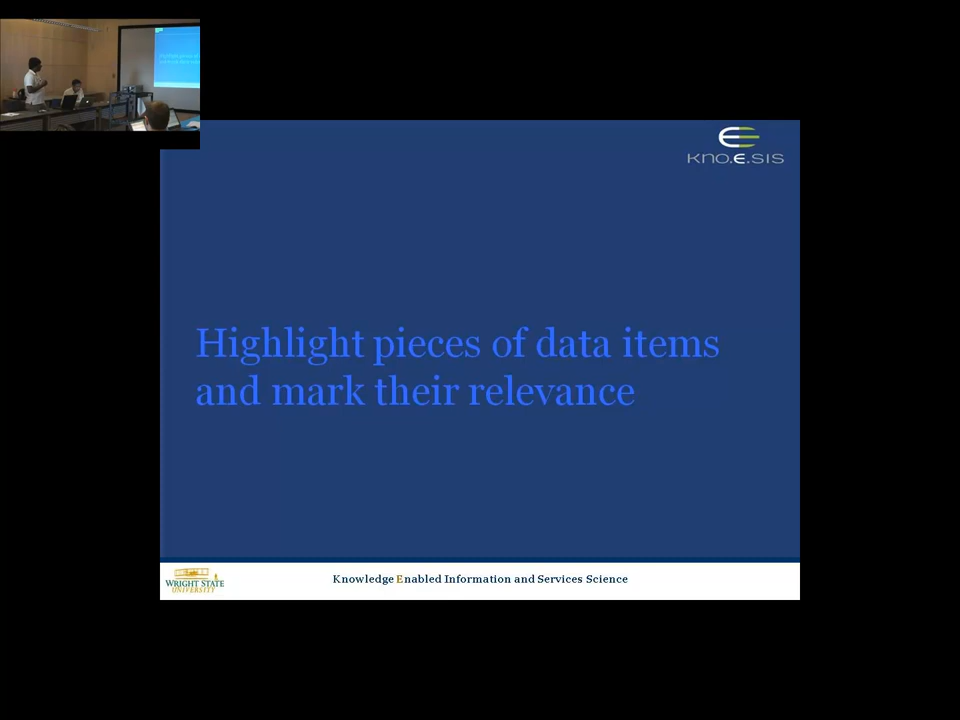 kno.e.sis
Highlight pieces of data items
and mark their relevance
WRIGHT STATE
UNIVERSITY
Knowledge Enabled Information and Services Science